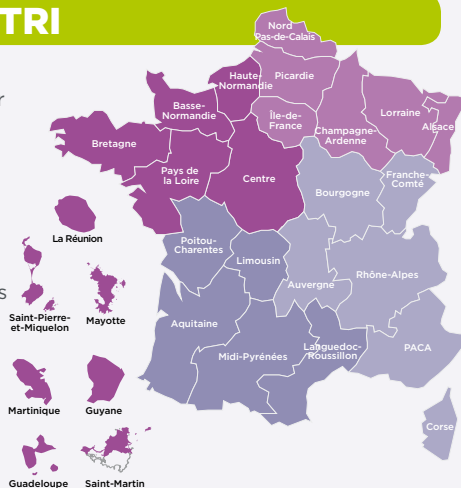 TRI
r
Nord
Pas-de-Calais
Haute-
Normandie
Picardie
Basse-
Normandie
Île-de-
France
Champagne-
Ardenne
Lorraine
Alsace
Bretagne
Pays de
la Loire
Centre
Bourgogne
Franche-
Comté
La Réunion
Poitou-
Charentes
Limousin
Auvergne
Rhône-Alpes
s
Saint-Pierre-
et-Miquelon
Mayotte
Aquitaine
Midi-Pyrénées
Languedoc-
Roussillon
PACA
Martinique
Guyane
Corse
Guadeloupe
Saint-Martin